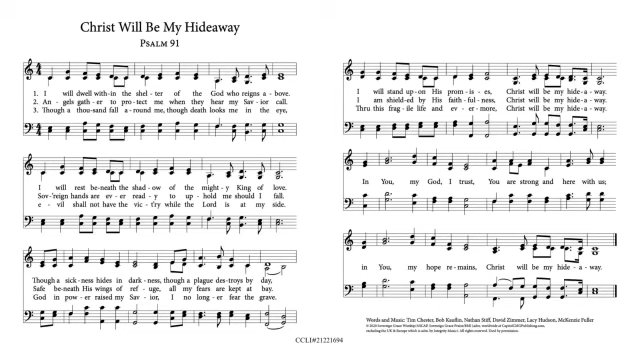 Christ Will Be My Hideaway
PSALM 91
1. I will dwell with-in the shel-ter of the God who reigns a-bove.
2. An-gels gath-er to pro-tect me when they hear my Sav-ior call.
3. Though a thou-sand fall a-round me, though death looks me in the eye,
I will rest be-neath the shad-ow of the might-y King of love.
Sov-'reign hands are ev-er read-y to up-hold me should I fall.
e-vil shall not have the vic-t'ry while the Lord is at my side.
Though a sick-ness hides in dark-ness, though a plague des-troys by day,
Safe be-neath His wings of ref-uge, all my fears are kept at bay.
God in pow-er raised my Sav-ior, I no long-er fear the grave.
I will stand up-on His prom-is-es, Christ will be my hide-a-way.
I am shield-ed by His faith-ful-ness, Christ will be my hide-a-way.
Thru this frag-ile life and ev-er-more, Christ will be my hide-a-way.
In You, my God, I trust, You are strong and here with us;
in You, my hope re-mains, Christ will be my hide-a-way.
Words and Music: Tim Chester, Bob Kauflin, Nathan Stiff, David Zimmer, Lucy Hudson, McKenzie Fuller
CCLI#21221694